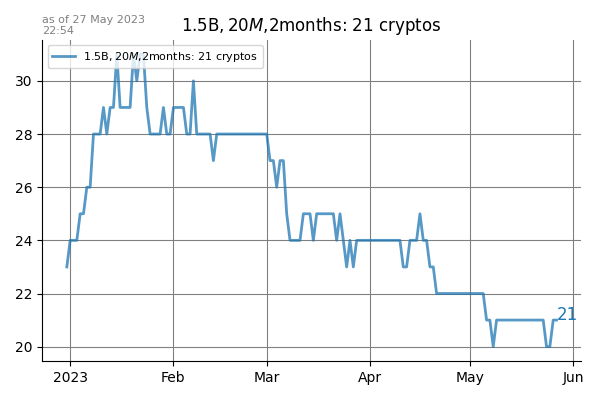 as of 27 May 2023
22:54
1.5B, 20M,2months: 21 cryptos
1.5B, 20M,2months: 21 cryptos
30
28
26
24
22
20
21
2023
Feb
Mar
Apr
May
Jun